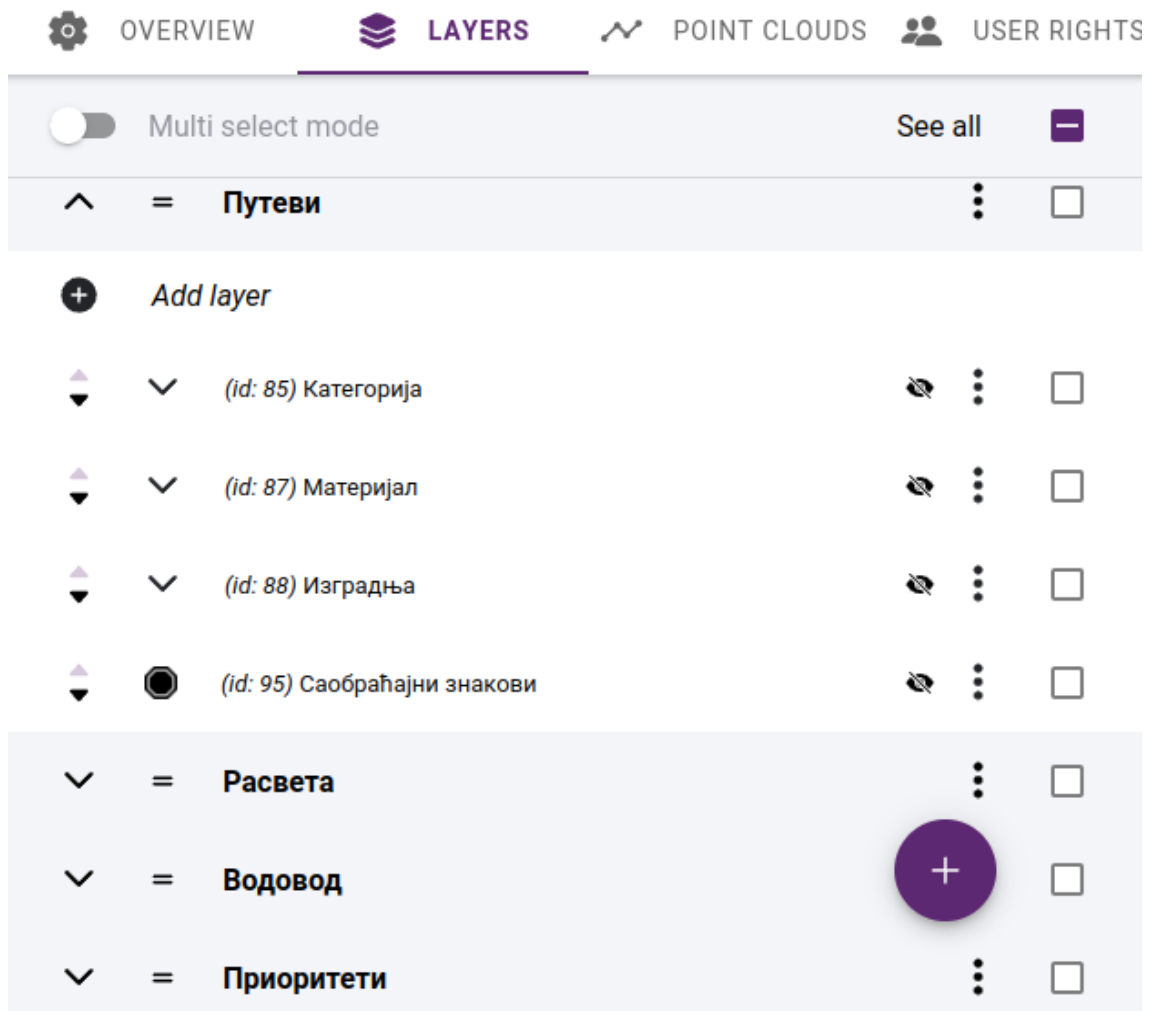 OVERVIEW LAYERS POINT CLOUDS USER RIGHTS
Multi select mode See all
= Путеви
Add layer
(id: 85) Категорија
(id: 87) Материјал
(id: 88) Изградња
(id: 95) Саобраћајни знакови
= Расвета
= Водовод
= Приоритети